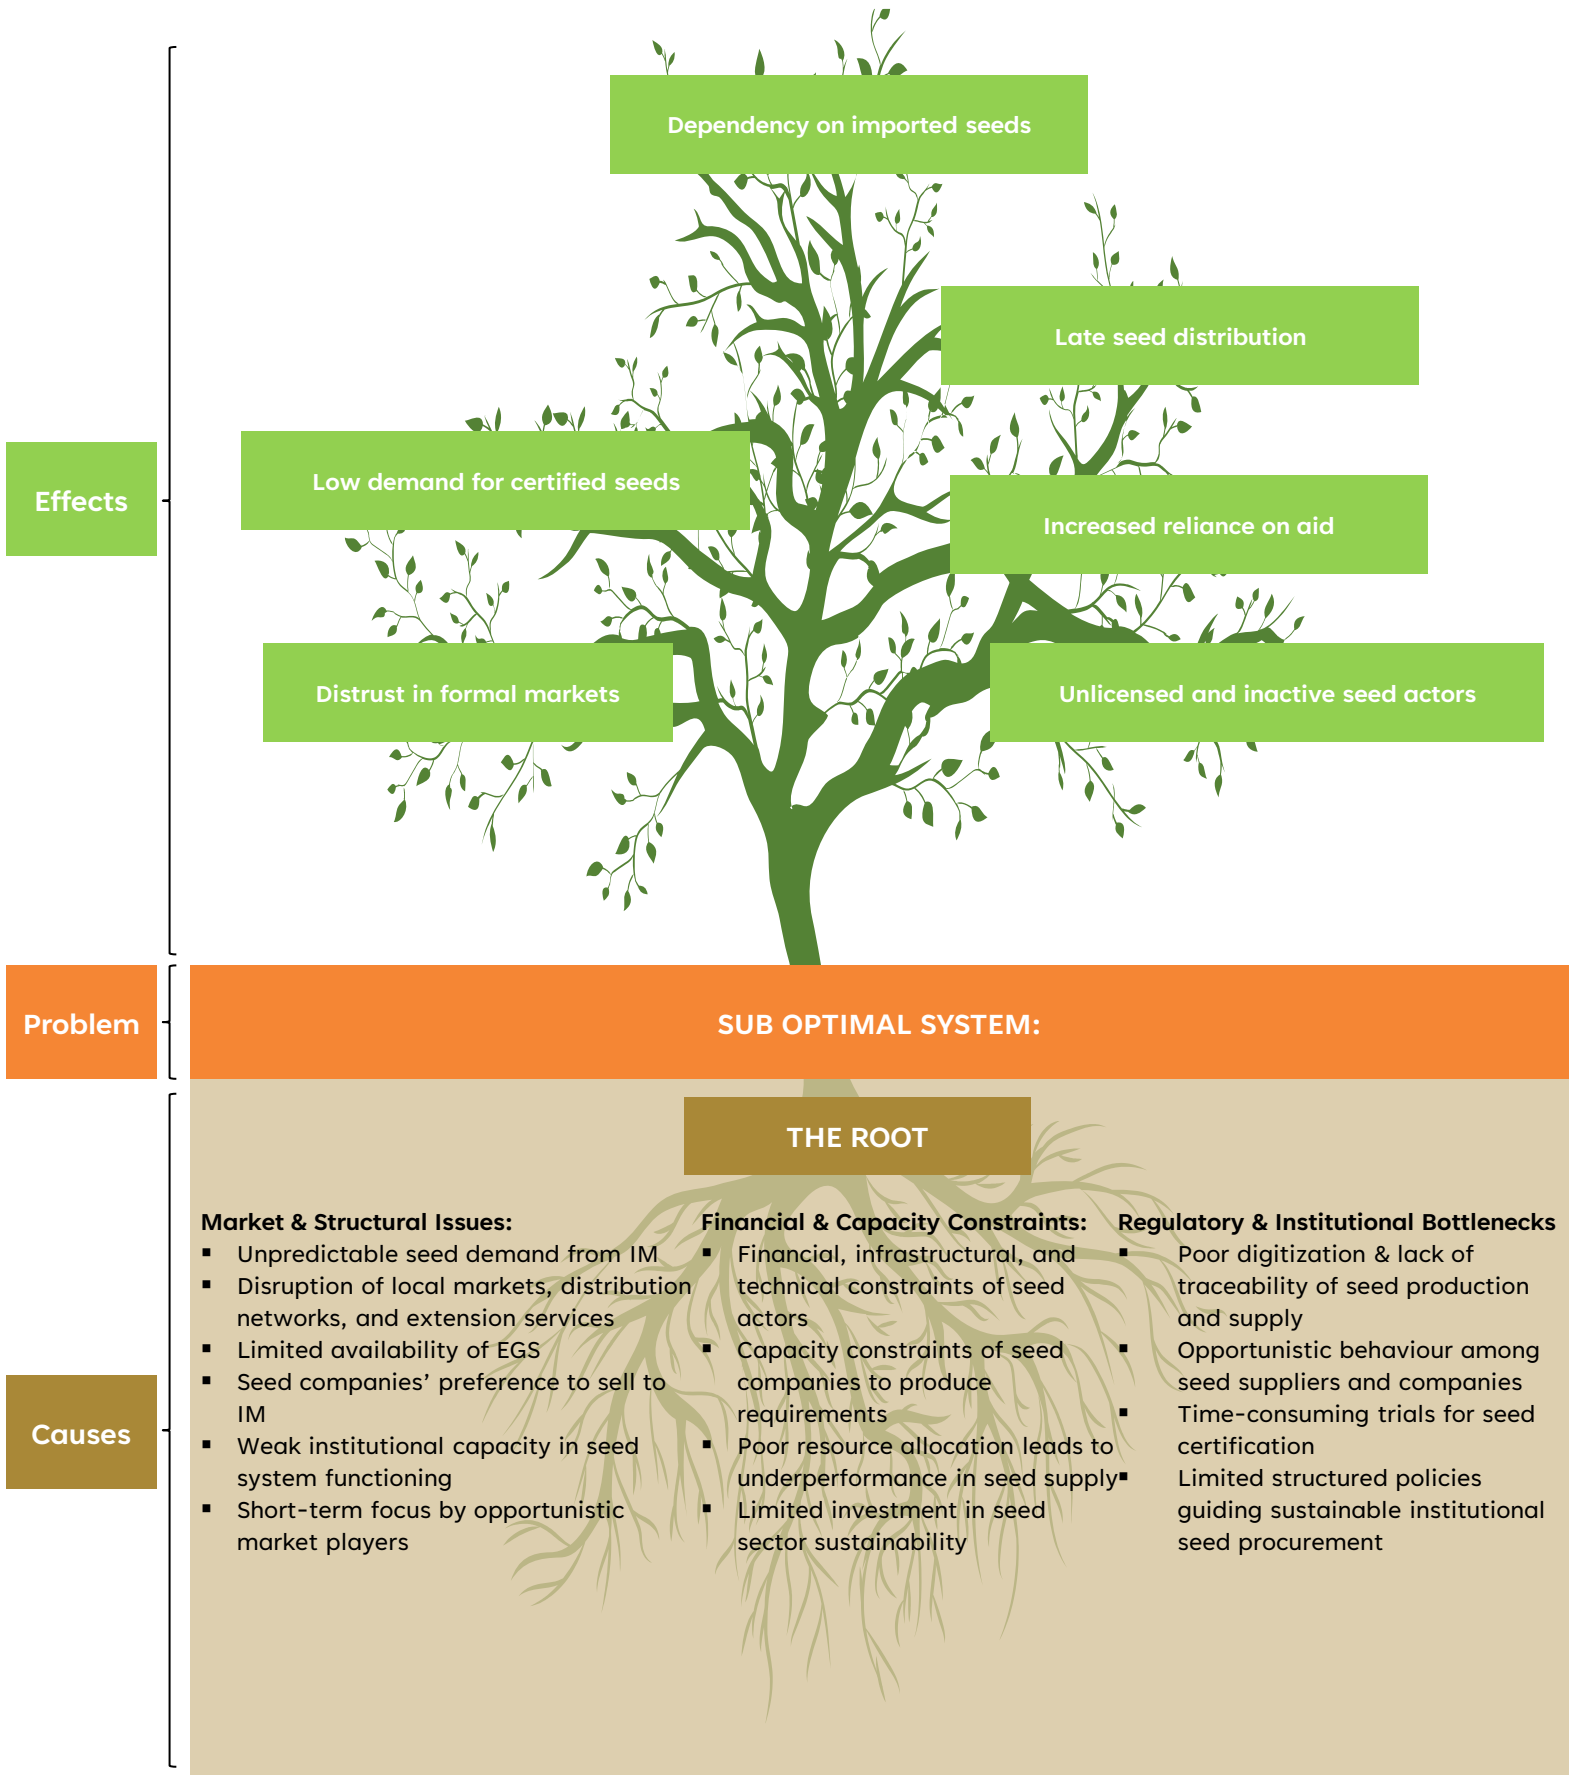 Dependency on imported seeds
Late seed distribution
Low demand for certified seeds
Effects
Increased reliance on aid
Distrust in formal markets
Unlicensed and inactive seed actors
Problem
SUB OPTIMAL SYSTEM:
THE ROOT
Causes
Market & Structural Issues:
▪ Unpredictable seed demand from IM
▪ Disruption of local markets, distribution
networks, and extension services
▪ Limited availability of EGS
▪ Seed companies’ preference to sell to
IM
▪ Weak institutional capacity in seed
system functioning
▪ Short-term focus by opportunistic
market players
Financial & Capacity Constraints:
▪ Financial, infrastructural, and
technical constraints of seed
actors
▪ Capacity constraints of seed
companies to produce
requirements
▪ Poor resource allocation leads to
underperformance in seed supply
▪ Limited investment in seed
sector sustainability
Regulatory & Institutional Bottlenecks
▪ Poor digitization & lack of
traceability of seed production
and supply
▪ Opportunistic behaviour among
seed suppliers and companies
▪ Time-consuming trials for seed
certification
▪ Limited structured policies
guiding sustainable institutional
seed procurement